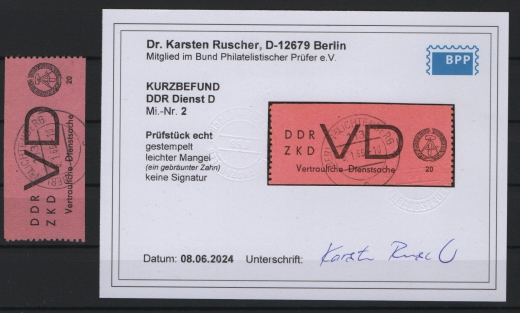 Dr. Karsten Ruscher, D-12679 Berlin
Mitglied im Bund Philatelistischer Prüfer e.V.
BPP
KURZBEFUND
DDR Dienst D
Mi.-Nr. 2
Prüfstück echt
gestempelt
leichter Mangel
(ein gebräunter Zahn)
keine Signatur
DDR
ZKD
VD
Vertrauliche Dienstsache
20
Datum: 08.06.2024
Unterschrift:
DDR
ZKD
VD
Vertrauliche Dienstsache
20